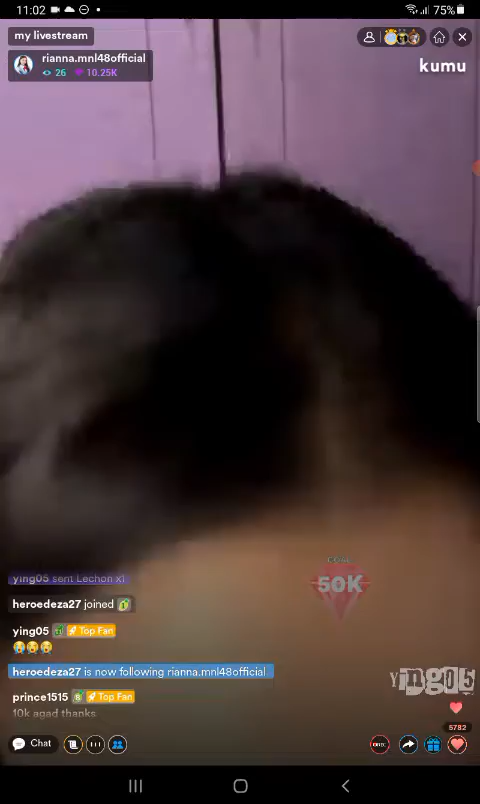 11:02
75%
my livestream
rianna.mnl48official
26 10.25K
kumu
ying05 sent Lechon x1
50K
heroedeza27 joined
ying05 Top Fan
heroedeza27 is now following rianna.mnl48official
prince1515 Top Fan
10k agad thanks
Ying05
5782
Chat